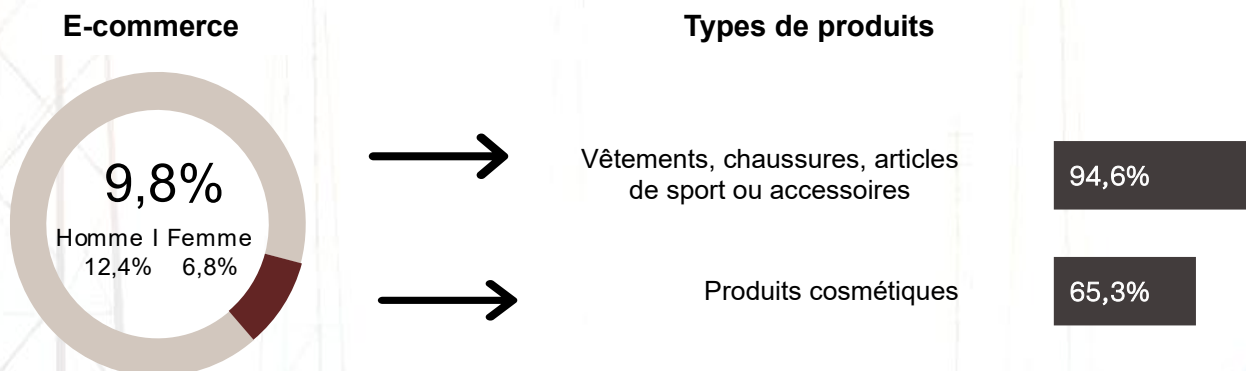 E-commerce
Types de produits
9,8%
Homme I Femme
12,4% 6,8%
Vêtements, chaussures, articles
de sport ou accessoires
94,6%
Produits cosmétiques
65,3%